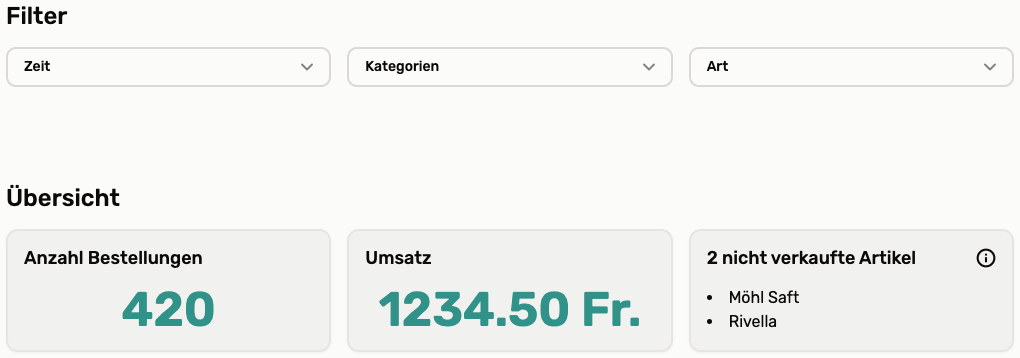 Filter
Zeit
Kategorien
Art
Übersicht
Anzahl Bestellungen
420
Umsatz
1234.50 Fr.
2 nicht verkaufte Artikel
• Möhl Saft
• Rivella